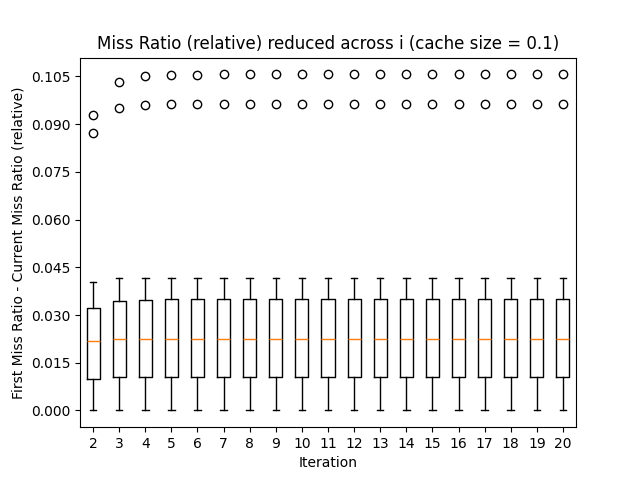 Miss Ratio (relative) reduced across i (cache size = 0.1)
First Miss Ratio - Current Miss Ratio (relative)
0.105
0.090
0.075
0.060
0.045
0.030
0.015
0.000
2 3 4 5 6 7 8 9 10 11 12 13 14 15 16 17 18 19 20
Iteration